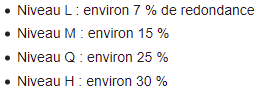 • Niveau L : environ 7 % de redondance
• Niveau M : environ 15 %
• Niveau Q : environ 25 %
• Niveau H : environ 30 %